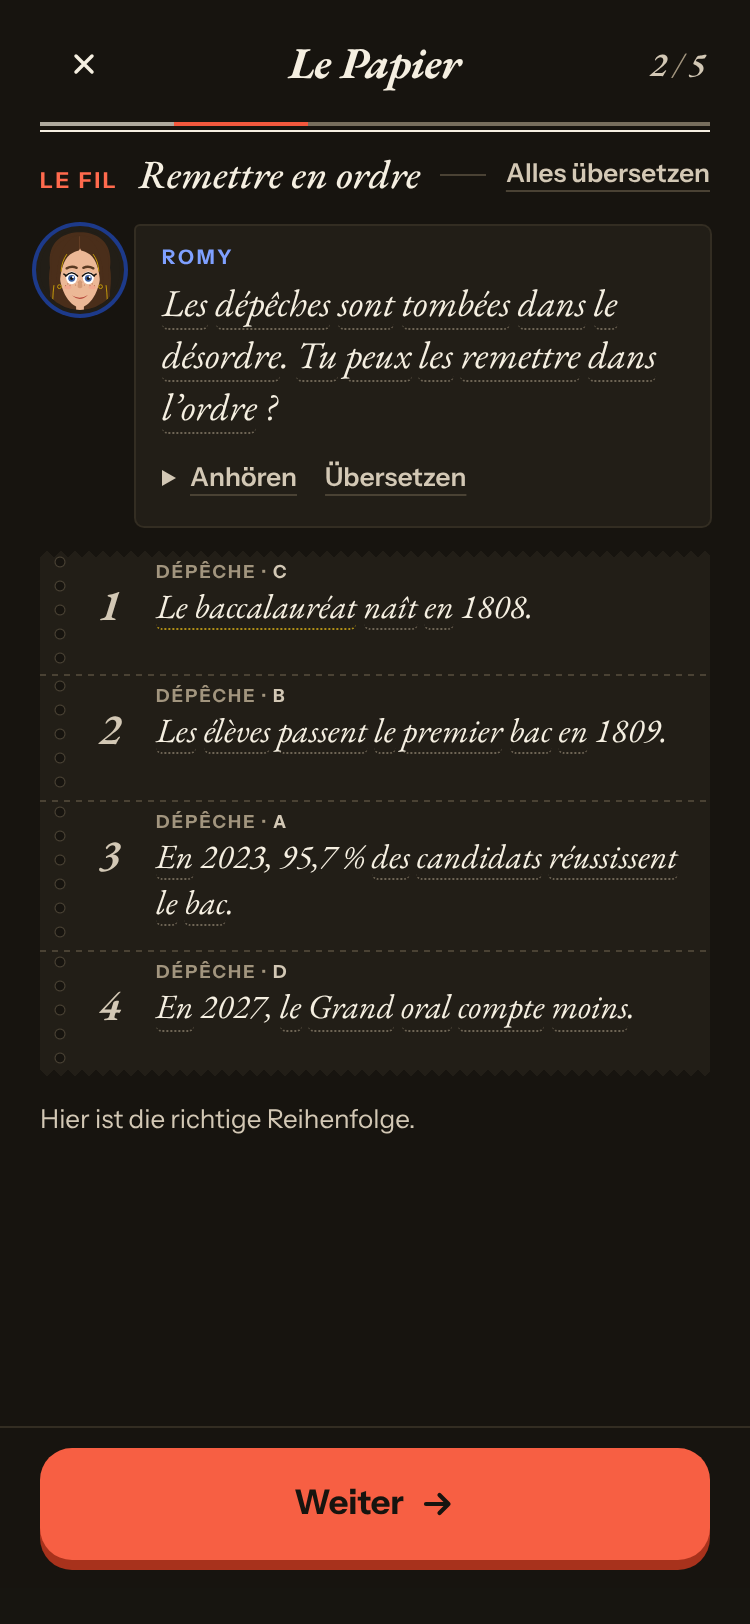 Le Papier
2 / 5
LE FIL Remettre en ordre Alles übersetzen
ROMY
Les dépêches sont tombées dans le
désordre. Tu peux les remettre dans
l’ordre ?
Anhören Übersetzen
DÉPÊCHE · C
1 Le baccalauréat naît en 1808.
DÉPÊCHE · B
2 Les élèves passent le premier bac en 1809.
DÉPÊCHE · A
3 En 2023, 95,7 % des candidats réussissent
le bac.
DÉPÊCHE · D
4 En 2027, le Grand oral compte moins.
Hier ist die richtige Reihenfolge.
Weiter →